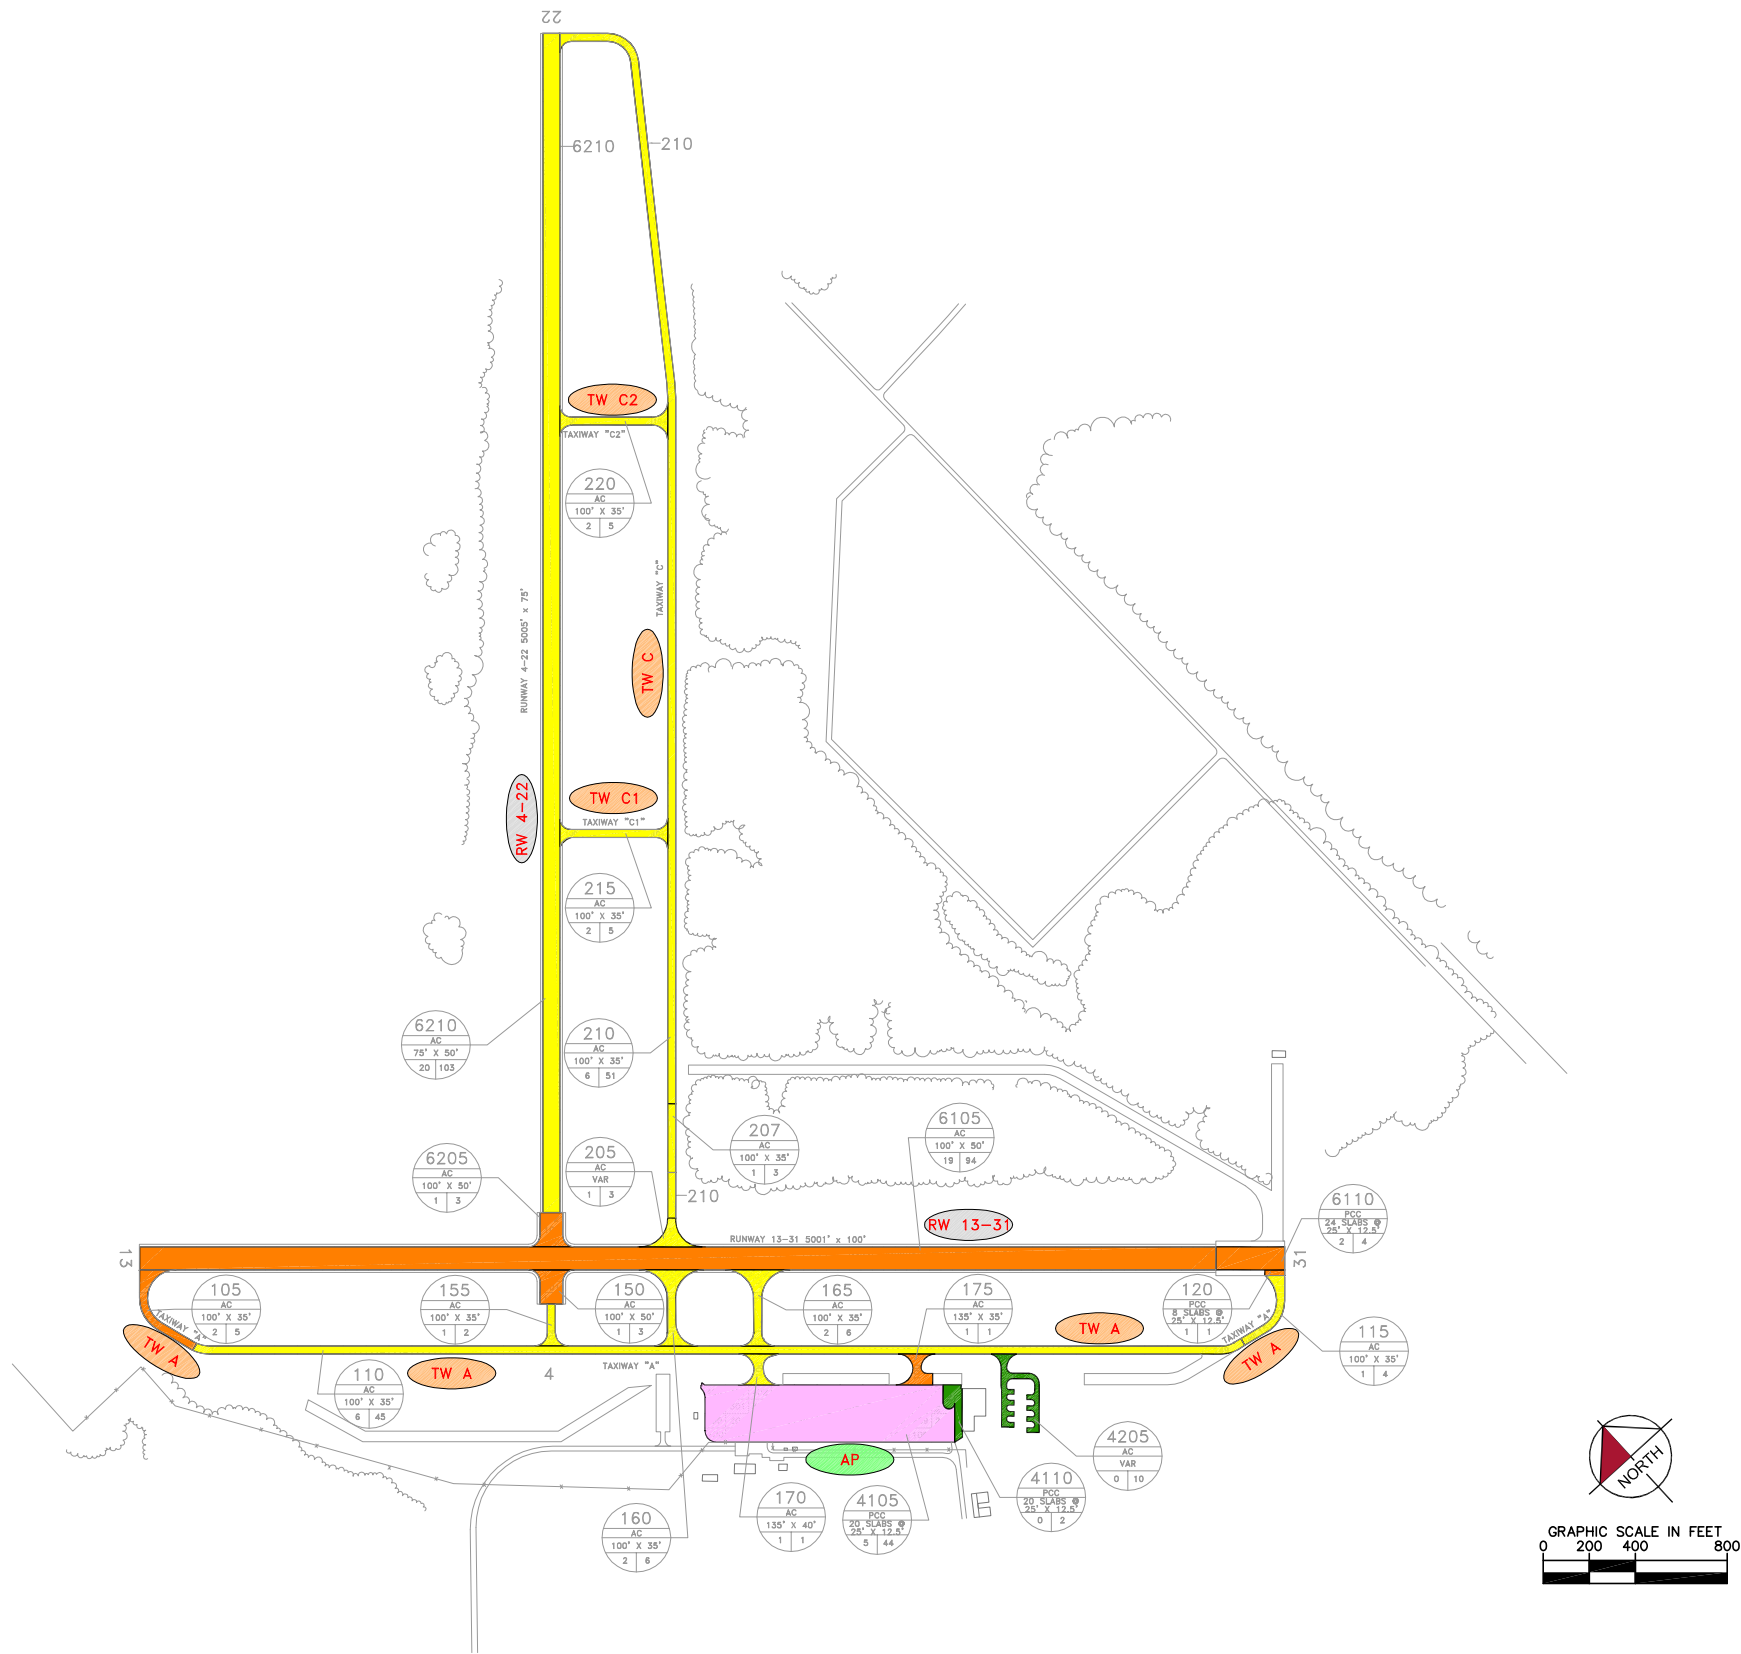 22
6210
210
TW C2
TAXIWAY "C2"
220
AC
100' X 35'
2 5
TAXIWAY "C"
RUNWAY 4-22 5005' x 75'
TW C
RW 4-22
TW C1
TAXIWAY "C1"
215
AC
100' X 35'
2 5
6210
AC
75' X 50'
20 103
210
AC
100' X 35'
6 51
207
AC
100' X 35'
1 3
6105
AC
100' X 50'
19 94
6205
AC
100' X 50'
1 3
205
AC
VAR
1 3
210
6110
PCC
24 SLABS @
25' X 12.5'
2 4
RW 13-31
RUNWAY 13-31 5001' x 100'
13
31
105
AC
100' X 35'
2 5
155
AC
100' X 35'
1 2
150
AC
100' X 50'
1 3
165
AC
100' X 35'
2 6
175
AC
135' X 35'
1 1
120
PCC
8 SLABS @
25' X 12.5'
1 1
TAXIWAY "A"
TW A
TAXIWAY "A"
TW A
TW A
115
AC
100' X 35'
1 4
110
AC
100' X 35'
6 45
TW A
4
TAXIWAY "A"
AP
4205
AC
VAR
0 10
4110
PCC
20 SLABS @
25' X 12.5'
0 2
160
AC
100' X 35'
2 6
170
AC
135' X 40'
1 1
4105
PCC
20 SLABS @
25' X 12.5'
5 44
NORTH
GRAPHIC SCALE IN FEET
0 200 400 800